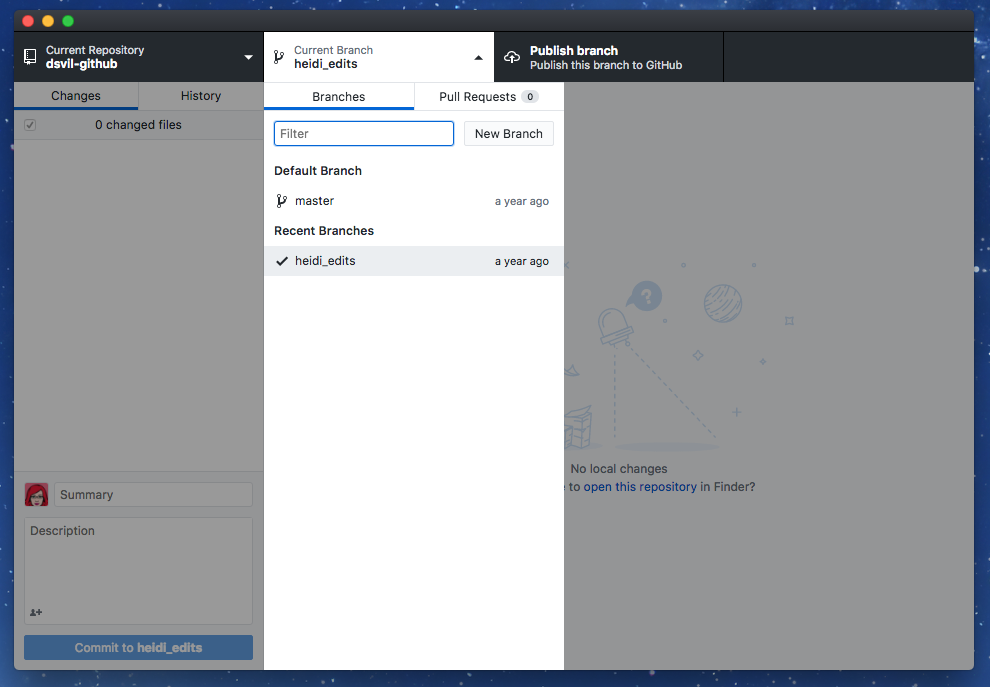 Current Repository
dsvil-github
Current Branch
heidi_edits
Publish branch
Publish this branch to GitHub
Changes
History
0 changed files
Branches
Pull Requests 0
Filter
New Branch
Default Branch
master a year ago
Recent Branches
heidi_edits a year ago
?
No local changes
to open this repository in Finder?
Summary
Description
Commit to heidi_edits